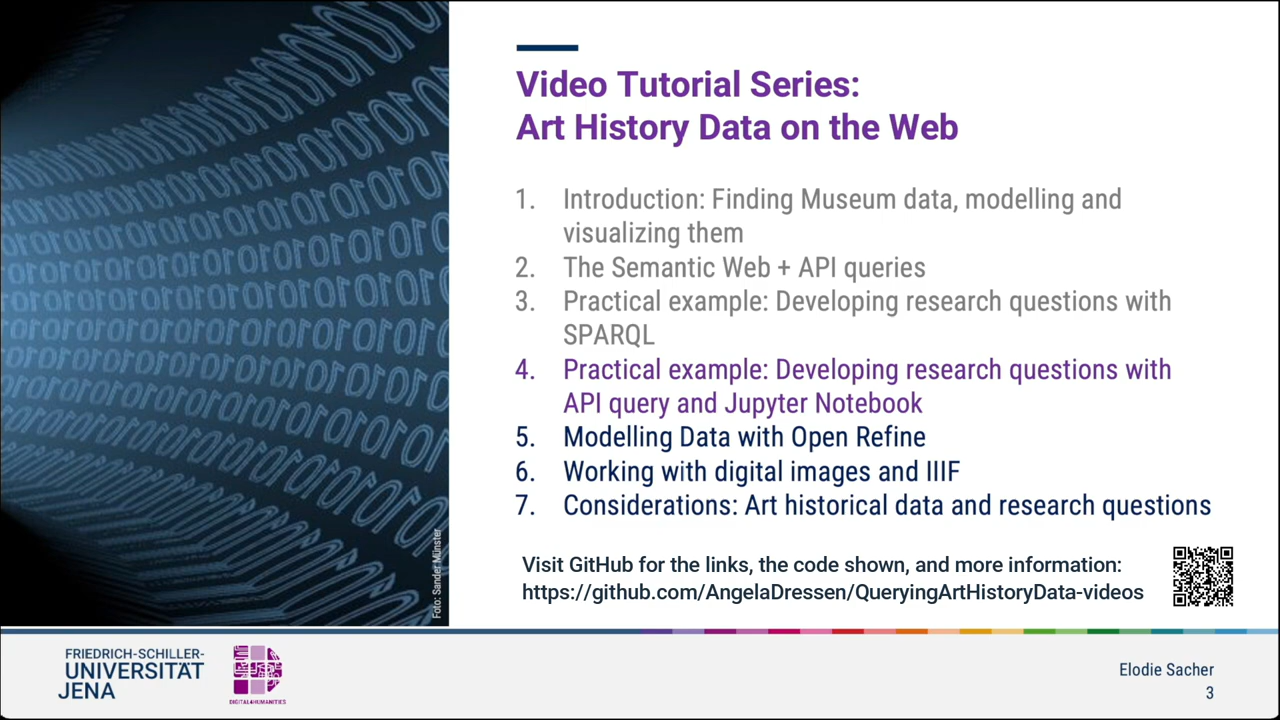 Video Tutorial Series:
Art History Data on the Web
1. Introduction: Finding Museum data, modelling and
visualizing them
2. The Semantic Web + API queries
3. Practical example: Developing research questions with
SPARQL
4. Practical example: Developing research questions with
API query and Jupyter Notebook
5. Modelling Data with Open Refine
6. Working with digital images and IIIF
7. Considerations: Art historical data and research questions
Visit GitHub for the links, the code shown, and more information:
https://github.com/AngelaDressen/QueryingArtHistoryData-videos
Foto: Sander Münster
FRIEDRICH-SCHILLER-
UNIVERSITÄT
JENA
DIGITAL4HUMANITIES
Elodie Sacher
3